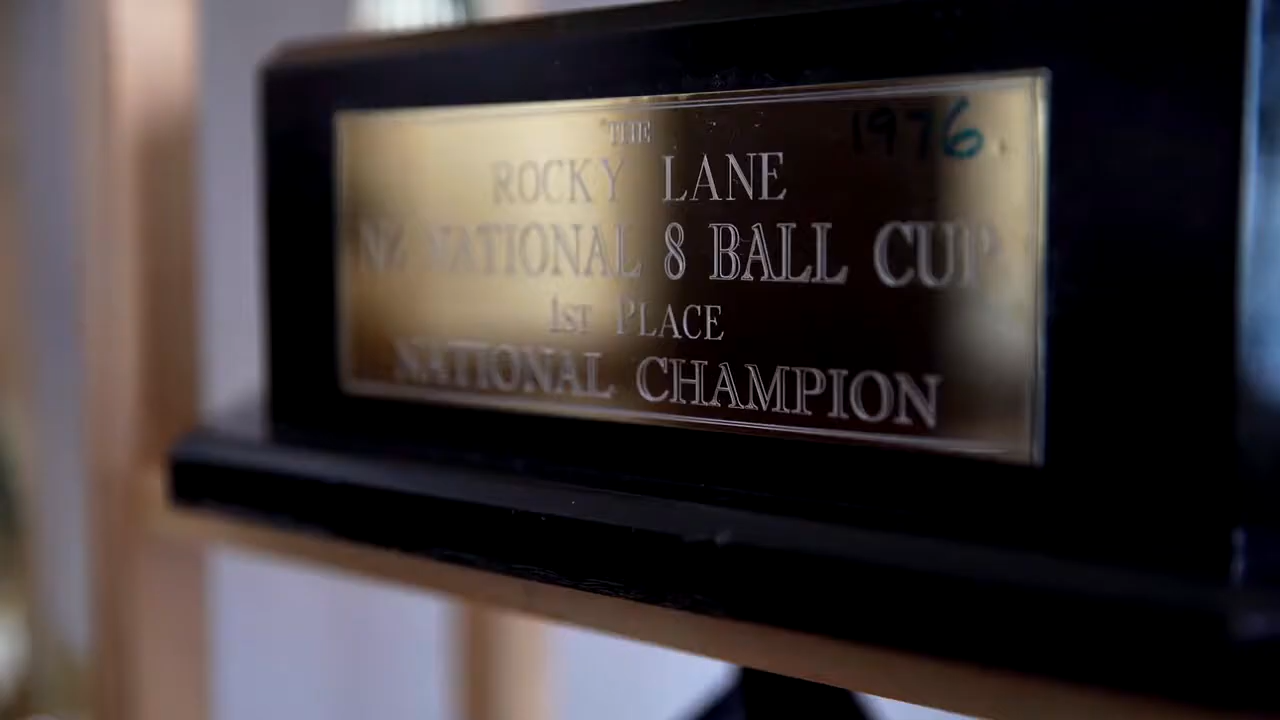 THE
1976
ROCKY LANE
NZ NATIONAL 8 BALL CUP
1ST PLACE
NATIONAL CHAMPION